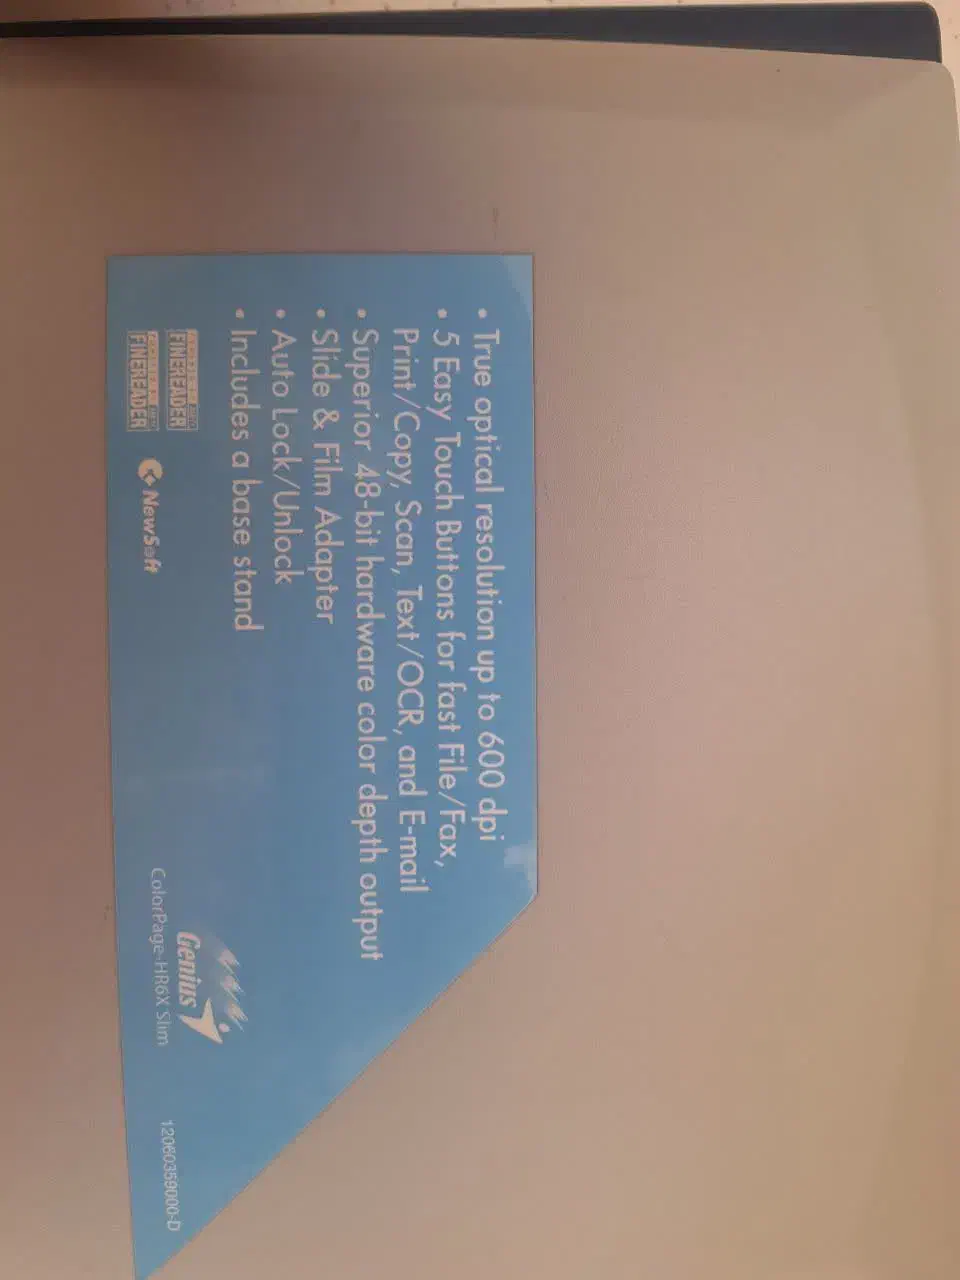 • True optical resolution up to 600 dpi
• 5 Easy Touch Buttons for fast File/Fax,
Print/Copy, Scan, Text/OCR, and E-mail
• Superior 48-bit hardware color depth output
• Slide & Film Adapter
• Auto Lock/Unlock
• Includes a base stand
FINEREADER
FINEREADER
NewSoft
Genius
ColorPage-HR6X Slim
12060359000-D